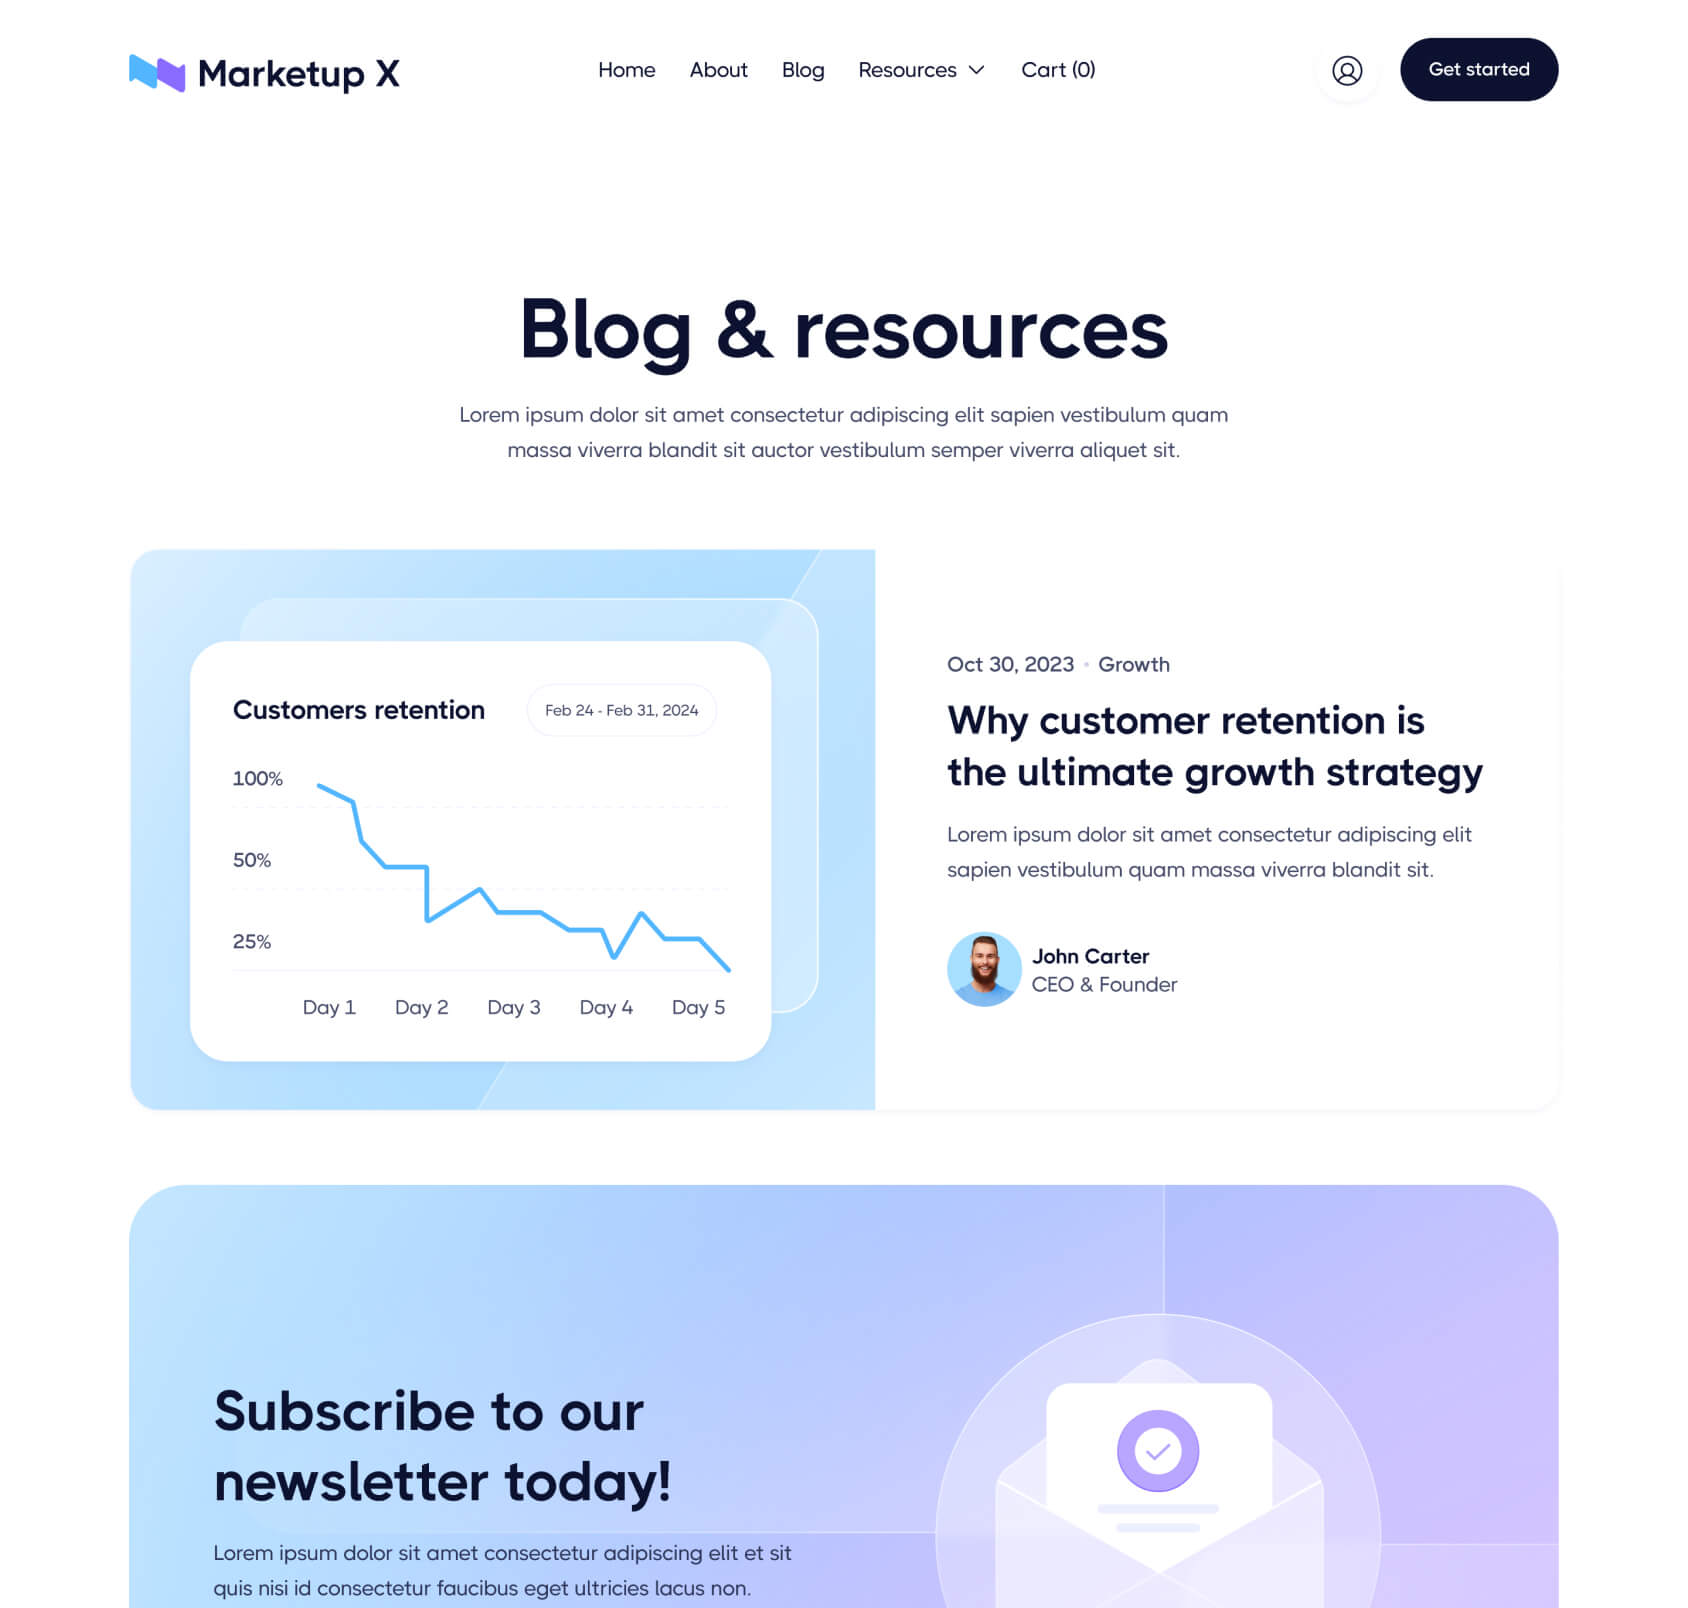 Marketup X
Home About Blog Resources Cart (0)
Get started
Blog & resources
Lorem ipsum dolor sit amet consectetur adipiscing elit sapien vestibulum quam
massa viverra blandit sit auctor vestibulum semper viverra aliquet sit.
Customers retention
Feb 24 - Feb 31, 2024
100%
50%
25%
Day 1 Day 2 Day 3 Day 4 Day 5
Oct 30, 2023 • Growth
Why customer retention is
the ultimate growth strategy
Lorem ipsum dolor sit amet consectetur adipiscing elit
sapien vestibulum quam massa viverra blandit sit.
John Carter
CEO & Founder
Subscribe to our
newsletter today!
Lorem ipsum dolor sit amet consectetur adipiscing elit et sit
quis nisi id consectetur faucibus eget ultricies lacus non.